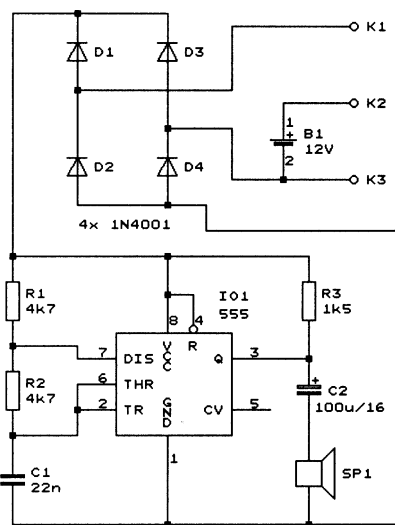 K1
D1
D3
K2
1
+
B1
12V
2
D2
D4
K3
4x 1N4001
R1
4k7
IO1
555
R3
1k5
8
4
VCC
R
7
DIS
Q
3
6
THR
R2
4k7
2
TR
GND
CV
5
+
C2
100u/16
1
C1
22n
SP1